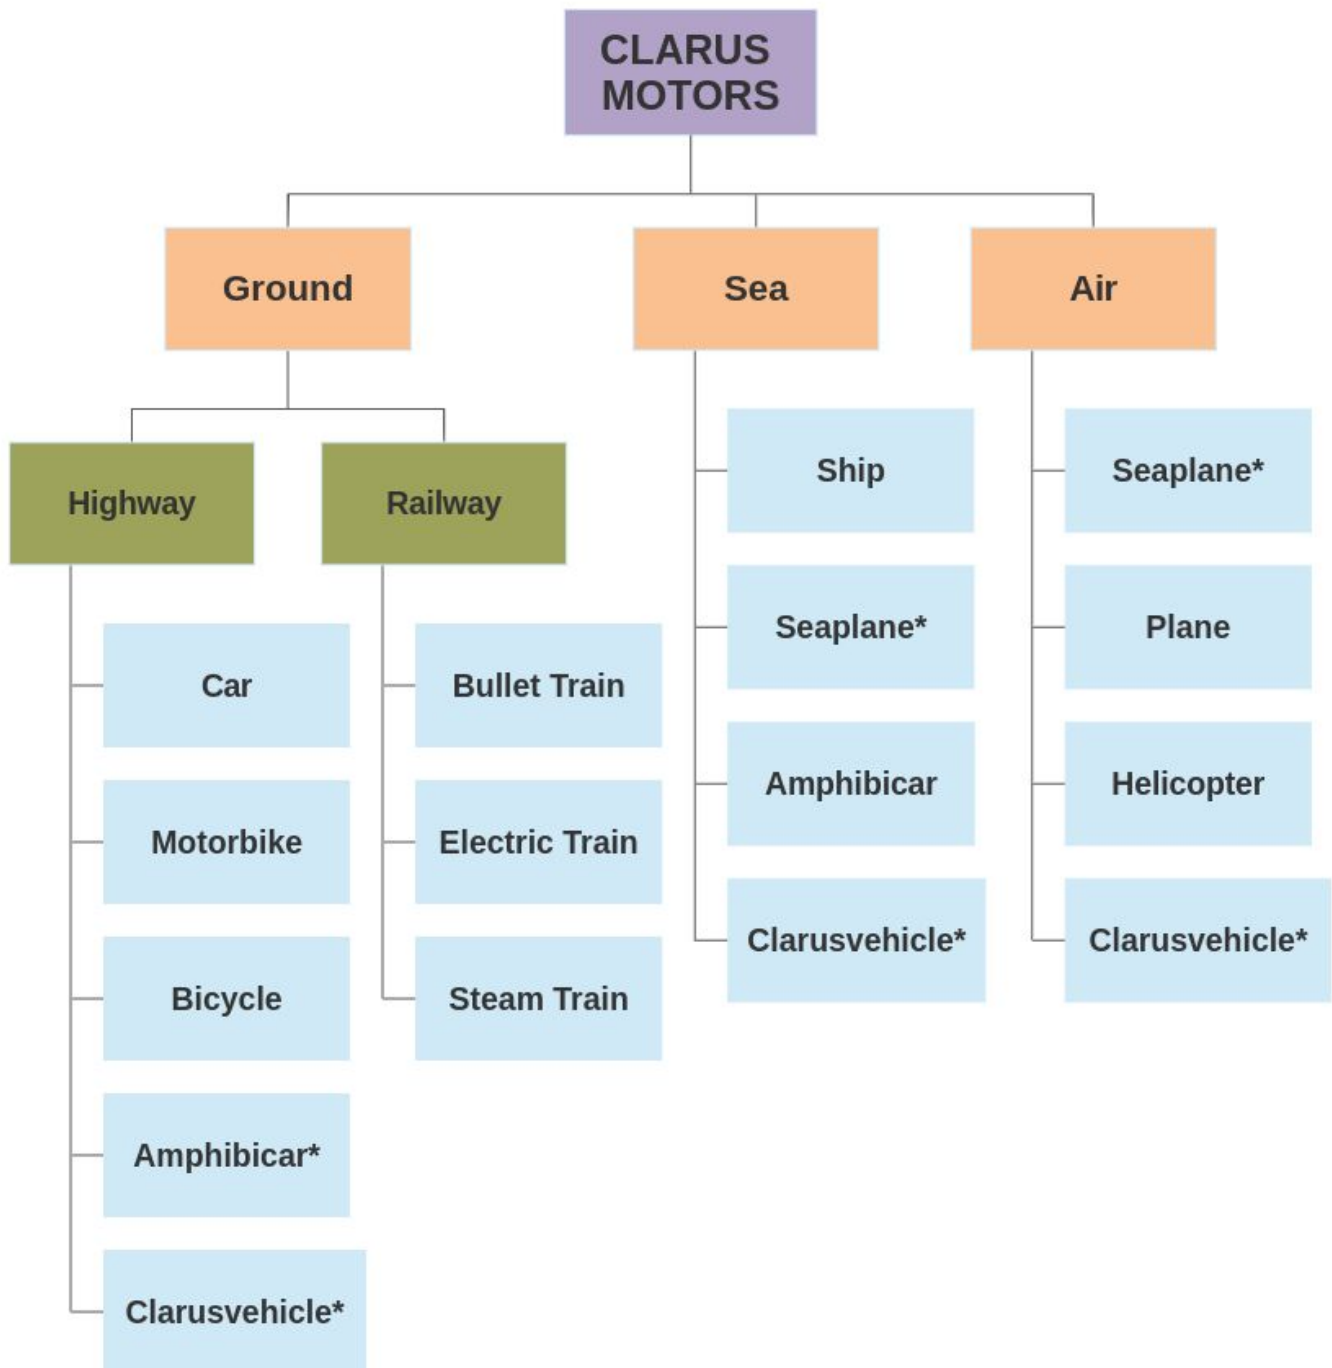 CLARUS
MOTORS
Ground
Sea
Air
Highway
Railway
Car
Motorbike
Bicycle
Amphibicar*
Clarusvehicle*
Bullet Train
Electric Train
Steam Train
Ship
Seaplane*
Amphibicar
Clarusvehicle*
Seaplane*
Plane
Helicopter
Clarusvehicle*